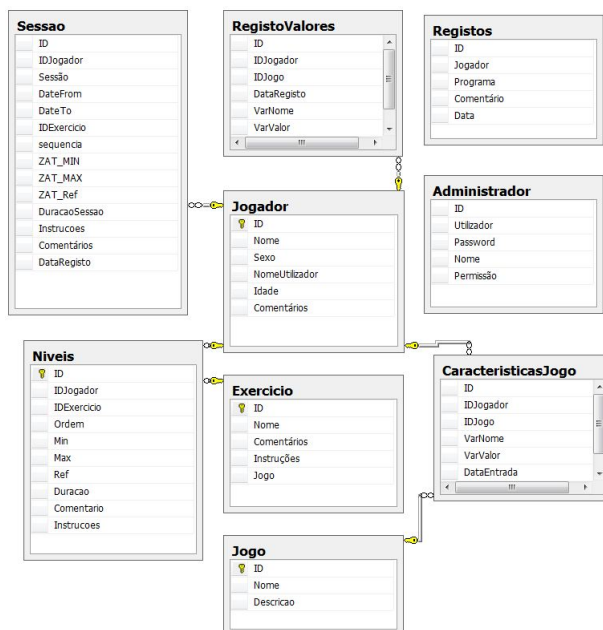 Sessao
ID
IDJogador
Sessão
DateFrom
DateTo
IDExercicio
sequencia
ZAT_MIN
ZAT_MAX
ZAT_Ref
DuracaoSessao
Instrucoes
Comentários
DataRegisto
RegistoValores
ID
IDJogador
IDJogo
DataRegisto
VarNome
VarValor
Registos
ID
Jogador
Programa
Comentário
Data
Jogador
ID
Nome
Sexo
NomeUtilizador
Idade
Comentários
Administrador
ID
Utilizador
Password
Nome
Permissão
Niveis
ID
IDJogador
IDExercicio
Ordem
Min
Max
Ref
Duracao
Comentario
Instrucoes
Exercicio
ID
Nome
Comentários
Instruções
Jogo
CaracteristicasJogo
ID
IDJogador
IDJogo
VarNome
VarValor
DataEntrada
Jogo
ID
Nome
Descricao